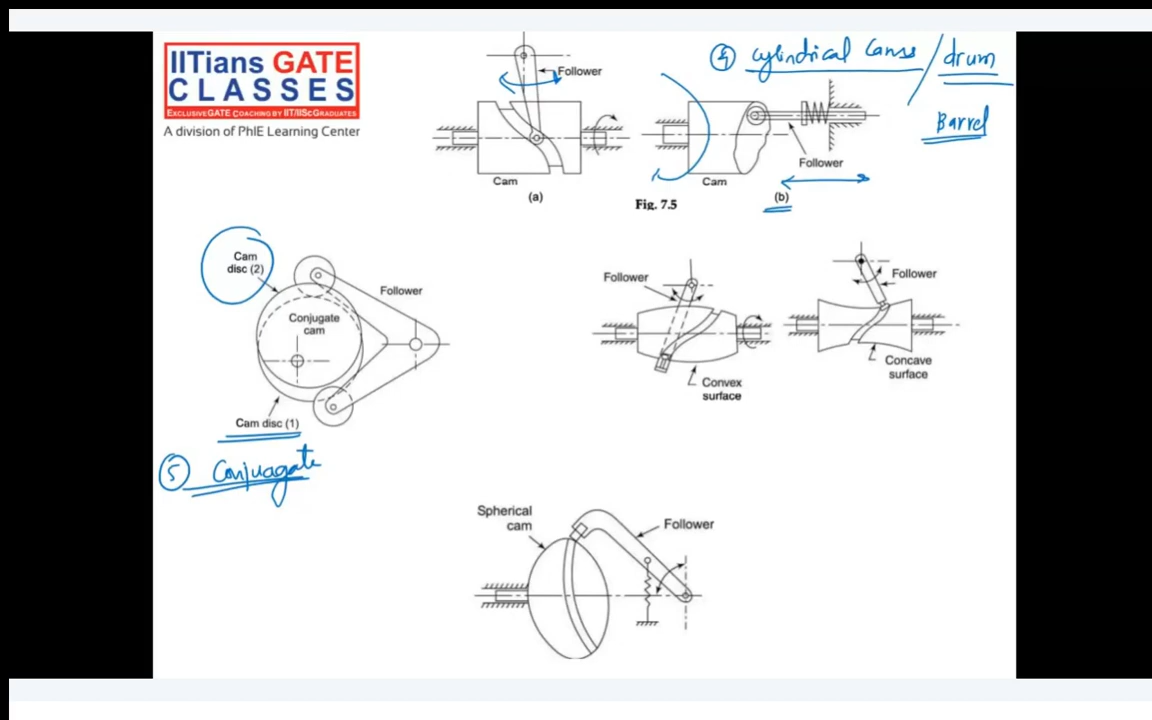 IITians GATE
CLASSES
EXCLUSIVE GATE COACHING BY IIT/IISc GRADUATES
A division of PhIE Learning Center
Follower
Cam
(a)
④ cylindrical Cams / drum
Barrel
Follower
Cam
(b)
Fig. 7.5
Cam
disc (2)
Follower
Conjugate
cam
Cam disc (1)
⑤ Conjuagate
Follower
Convex
surface
Follower
Concave
surface
Spherical
cam
Follower